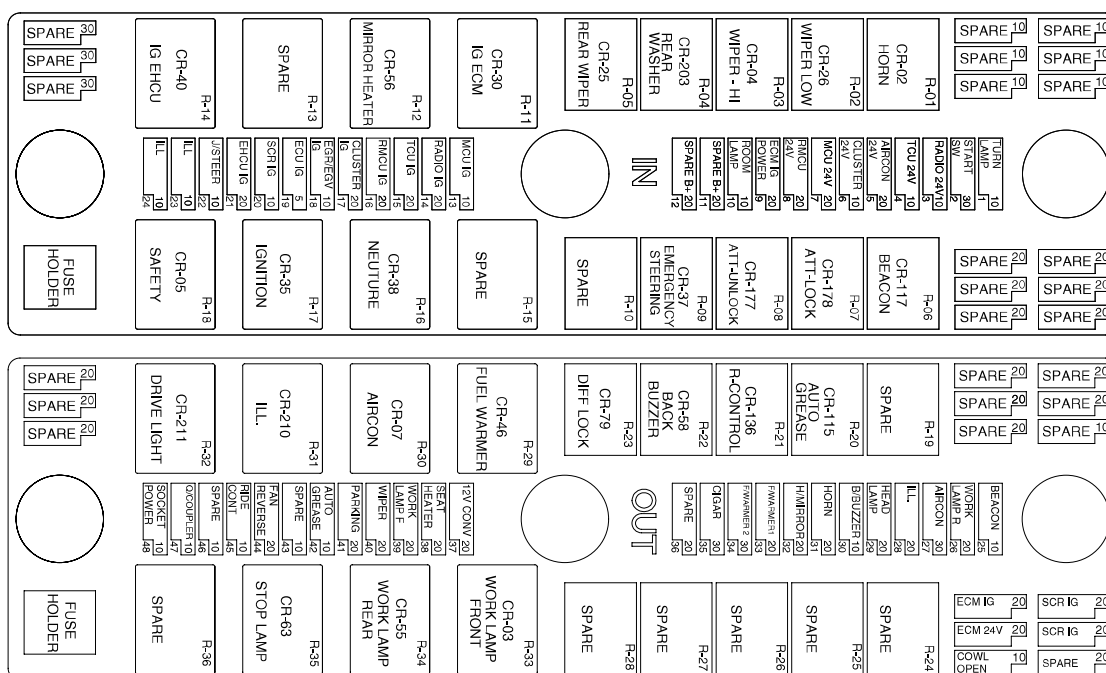 SPARE 30
SPARE 30
SPARE 30
CR-40
IG EHCU
R-14
SPARE
R-13
CR-56
MIRROR HEATER
R-12
CR-30
IG ECM
R-11
CR-25
REAR WIPER
R-05
CR-203
REAR
WASHER
R-04
CR-04
WIPER - HI
R-03
CR-26
WIPER LOW
R-02
CR-02
HORN
R-01
SPARE 10
SPARE 10
SPARE 10
SPARE 10
SPARE 10
SPARE 10
ILL 10
24
ILL 10
23
J/STEER 10
22
EHCU IG 20
21
SCR IG 10
20
ECU IG 5
19
EGR/EGV
IG 10
18
CLUSTER
IG 20
17
RMCU IG 20
16
TCU IG 20
15
RADIO IG 20
14
MCU IG 10
13
IN
SPARE B+ 20
12
SPARE B+ 20
11
ROOM
LAMP 10
10
ECM IG
POWER 20
9
RMCU
24V 20
8
MCU 24V 20
7
CLUSTER
24V 10
6
AIRCON
24V 20
5
TCU 24V 10
4
RADIO 24V 10
3
START
SW 30
2
TURN
LAMP 10
1
FUSE
HOLDER
CR-05
SAFETY
R-18
CR-35
IGNITION
R-17
CR-38
NEUTURE
R-16
SPARE
R-15
SPARE
R-10
CR-37
EMERGENCY
STEERING
R-09
CR-177
ATT-UNLOCK
R-08
CR-178
ATT-LOCK
R-07
CR-117
BEACON
R-06
SPARE 20
SPARE 20
SPARE 20
SPARE 20
SPARE 20
SPARE 20
SPARE 20
SPARE 20
SPARE 20
CR-211
DRIVE LIGHT
R-32
CR-210
ILL.
R-31
CR-07
AIRCON
R-30
CR-46
FUEL WARMER
R-29
CR-79
DIFF LOCK
R-23
CR-58
BACK
BUZZER
R-22
CR-136
R-CONTROL
R-21
CR-115
AUTO
GREASE
R-20
SPARE
R-19
SPARE 20
SPARE 20
SPARE 20
SPARE 20
SPARE 20
SPARE 10
SOCKET
POWER 10
48
Q/COUPLER 10
47
SPARE 10
46
RIDE
CONT 10
45
FAN
REVERSE 20
44
SPARE 10
43
AUTO
GREASE 10
42
PARKING 20
41
WIPER 20
40
WORK
LAMP F 20
39
SEAT
HEATER 20
38
12V CONV 20
37
OUT
SPARE 20
36
CIGAR 30
35
F/WARMER 2 30
34
F/WARMER1 20
33
H/MIRROR 20
32
HORN 20
31
B/BUZZER 10
30
HEAD
LAMP 20
29
ILL 20
28
AIRCON 30
27
WORK
LAMP R 20
26
BEACON 10
25
FUSE
HOLDER
SPARE
R-36
CR-63
STOP LAMP
R-35
CR-55
WORK LAMP
REAR
R-34
CR-03
WORK LAMP
FRONT
R-33
SPARE
R-28
SPARE
R-27
SPARE
R-26
SPARE
R-25
SPARE
R-24
ECM IG 20
SCR IG 20
ECM 24V 20
SCR IG 20
COWL
OPEN 10
SPARE 20